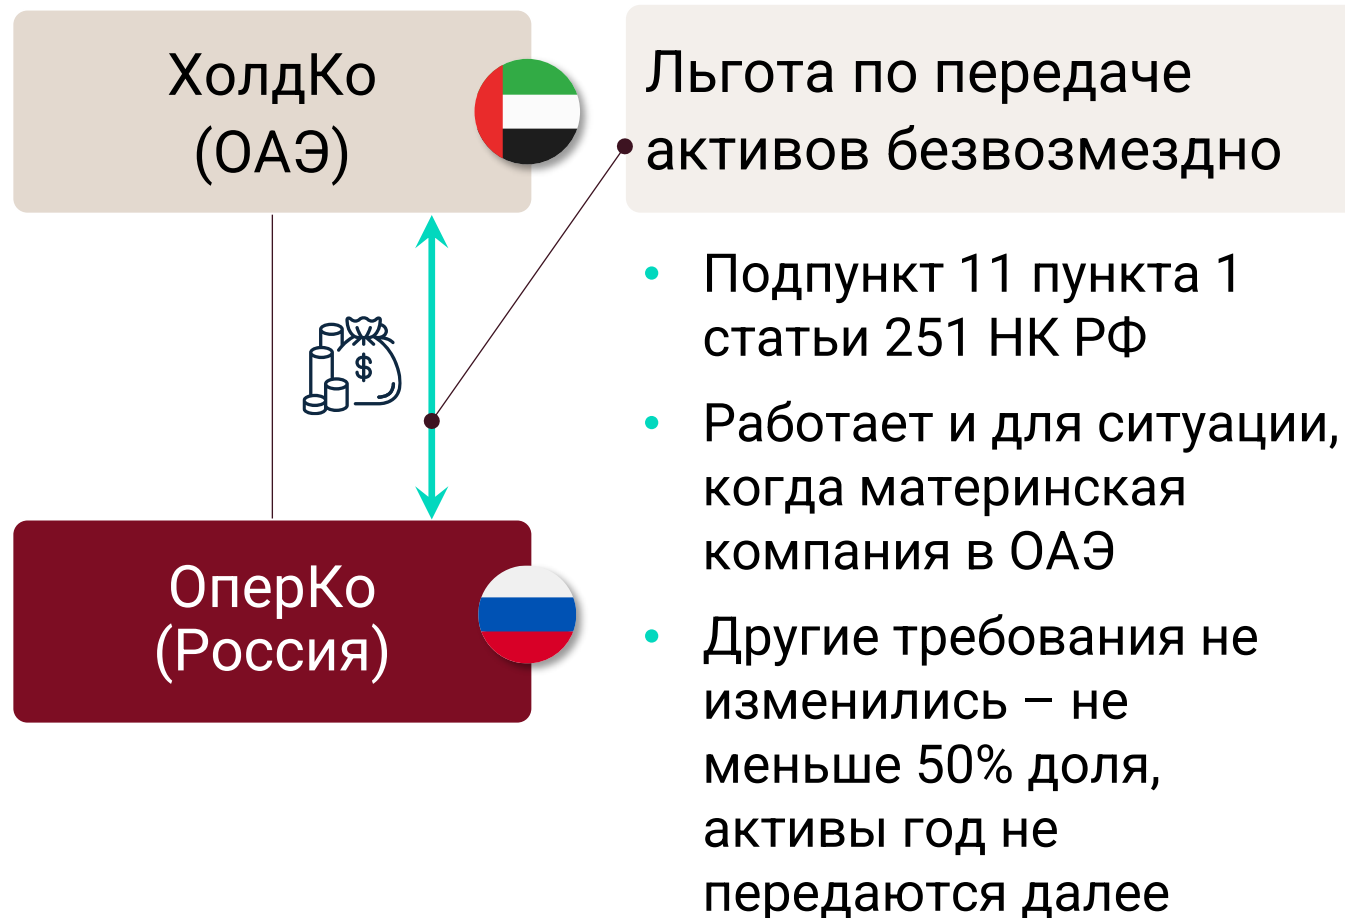 ХолдКо
(ОАЭ)
Льгота по передаче
активов безвозмездно
• Подпункт 11 пункта 1
статьи 251 НК РФ
• Работает и для ситуации,
когда материнская
компания в ОАЭ
• Другие требования не
изменились – не
меньше 50% доля,
активы год не
передаются далее
$
ОперКо
(Россия)